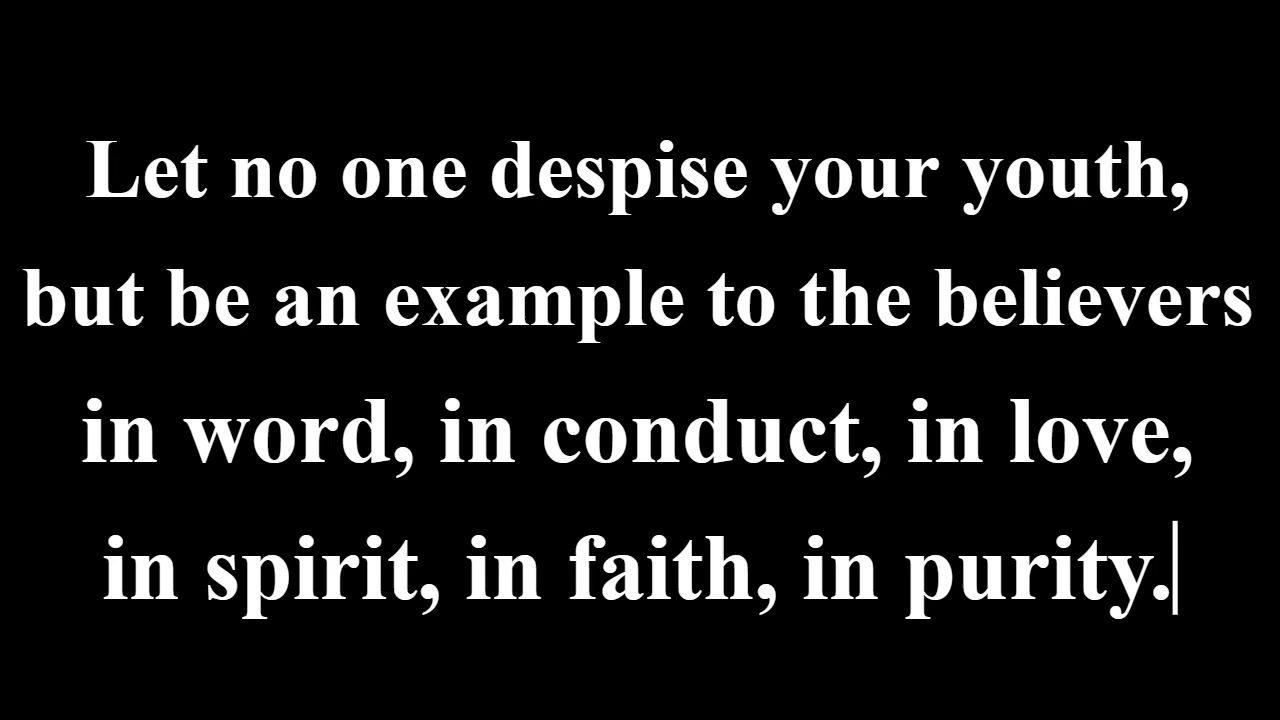 Let no one despise your youth,
but be an example to the believers
in word, in conduct, in love,
in spirit, in faith, in purity.